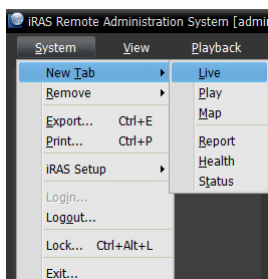 iRAS Remote Administration System [admi
System View Playback
New Tab
Remove
Export... Ctrl+E
Print... Ctrl+P
iRAS Setup
Login...
Logout...
Lock... Ctrl+Alt+L
Exit...
Live
Play
Map
Report
Health
Status